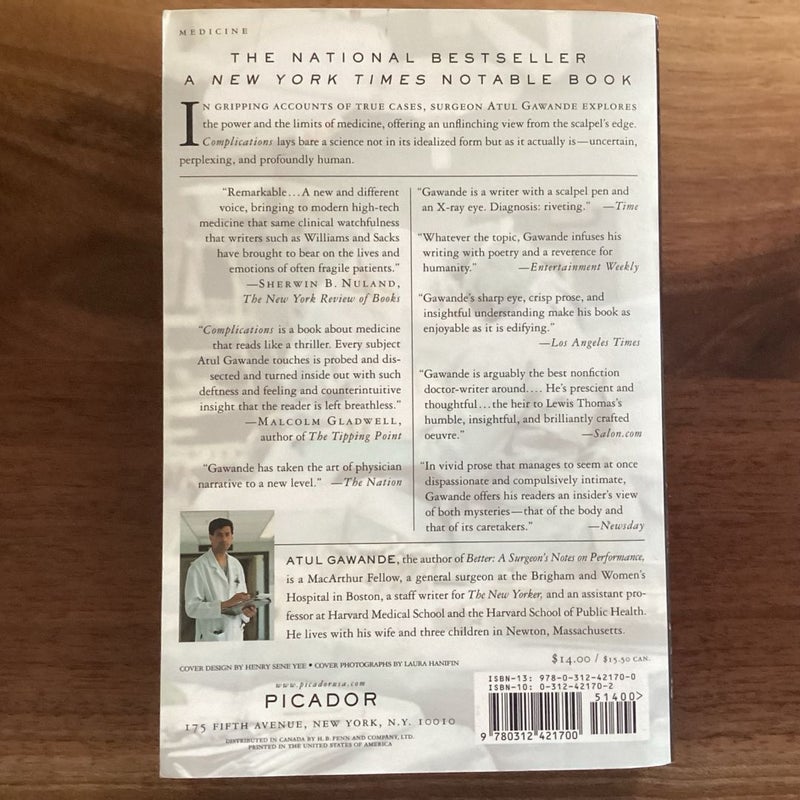 MEDICINE
THE NATIONAL BESTSELLER
A NEW YORK TIMES NOTABLE BOOK
IN GRIPPING ACCOUNTS OF TRUE CASES, SURGEON ATUL GAWANDE EXPLORES
the power and the limits of medicine, offering an unflinching view from the scalpel's edge.
Complications lays bare a science not in its idealized form but as it actually is—uncertain,
perplexing, and profoundly human.
"Remarkable...A new and different
voice, bringing to modern high-tech
medicine that same clinical watchfulness
that writers such as Williams and Sacks
have brought to bear on the lives and
emotions of often fragile patients."
—SHERWIN B. NULAND,
The New York Review of Books
"Complications is a book about medicine
that reads like a thriller. Every subject
Atul Gawande touches is probed and dis-
sected and turned inside out with such
deftness and feeling and counterintuitive
insight that the reader is left breathless."
—MALCOLM GLADWELL,
author of The Tipping Point
"Gawande has taken the art of physician
narrative to a new level." —The Nation
"Gawande is a writer with a scalpel pen and
an X-ray eye. Diagnosis: riveting." —Time
"Whatever the topic, Gawande infuses his
writing with poetry and a reverence for
humanity." —Entertainment Weekly
"Gawande's sharp eye, crisp prose, and
insightful understanding make his book as
enjoyable as it is edifying."
—Los Angeles Times
"Gawande is arguably the best nonfiction
doctor-writer around.... He's prescient and
thoughtful...the heir to Lewis Thomas's
humble, insightful, and brilliantly crafted
oeuvre." —Salon.com
"In vivid prose that manages to seem at once
dispassionate and compulsively intimate,
Gawande offers his readers an insider's view
of both mysteries—that of the body and
that of its caretakers." —Newsday
ATUL GAWANDE, the author of Better: A Surgeon's Notes on Performance,
is a MacArthur Fellow, a general surgeon at the Brigham and Women's
Hospital in Boston, a staff writer for The New Yorker, and an assistant pro-
fessor at Harvard Medical School and the Harvard School of Public Health.
He lives with his wife and three children in Newton, Massachusetts.
COVER DESIGN BY HENRY SENE YEE • COVER PHOTOGRAPHS BY LAURA HANIFIN
$14.00 / $15.50 CAN.
www.picadorusa.com
PICADOR
175 FIFTH AVENUE, NEW YORK, N.Y. 10010
DISTRIBUTED IN CANADA BY H. B. FENN AND COMPANY, LTD.
PRINTED IN THE UNITED STATES OF AMERICA
ISBN-13: 978-0-312-42170-0
ISBN-10: 0-312-42170-2
51400>
9 780312 421700